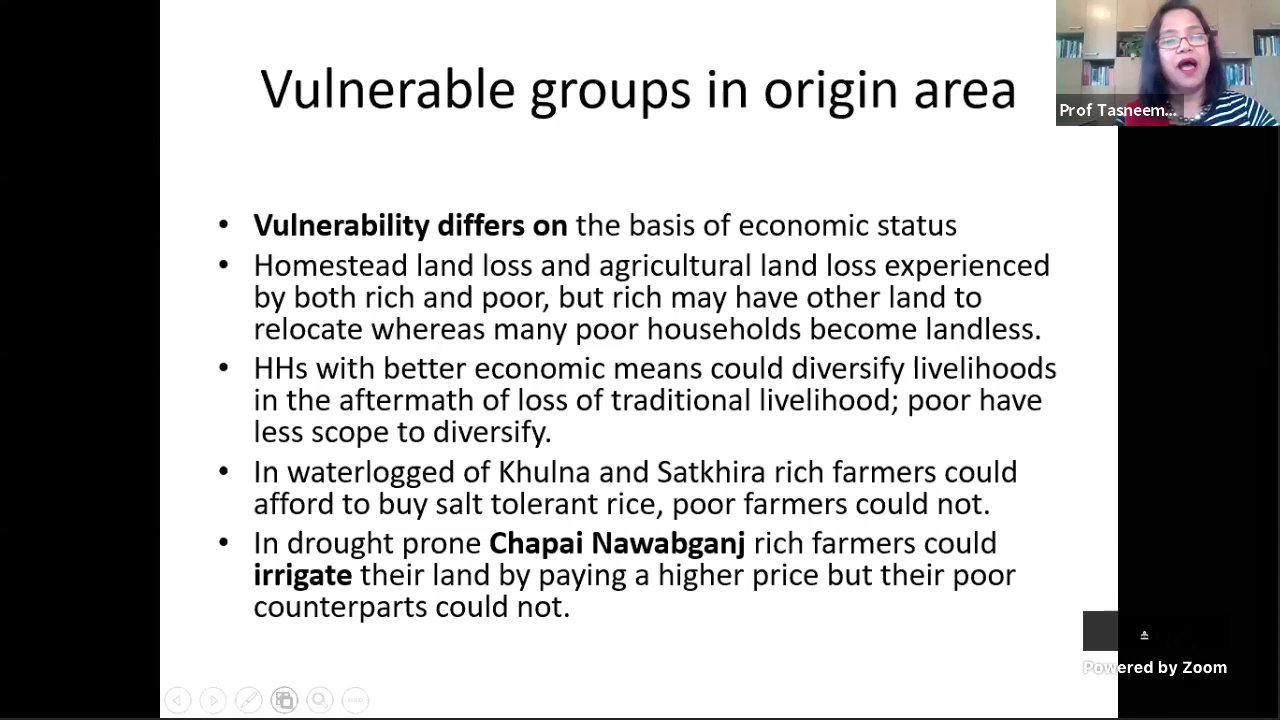 Vulnerable groups in origin area
Prof Tasneem...
• Vulnerability differs on the basis of economic status
• Homestead land loss and agricultural land loss experienced
by both rich and poor, but rich may have other land to
relocate whereas many poor households become landless.
• HHs with better economic means could diversify livelihoods
in the aftermath of loss of traditional livelihood; poor have
less scope to diversify.
• In waterlogged of Khulna and Satkhira rich farmers could
afford to buy salt tolerant rice, poor farmers could not.
• In drought prone Chapai Nawabganj rich farmers could
irrigate their land by paying a higher price but their poor
counterparts could not.
Powered by Zoom